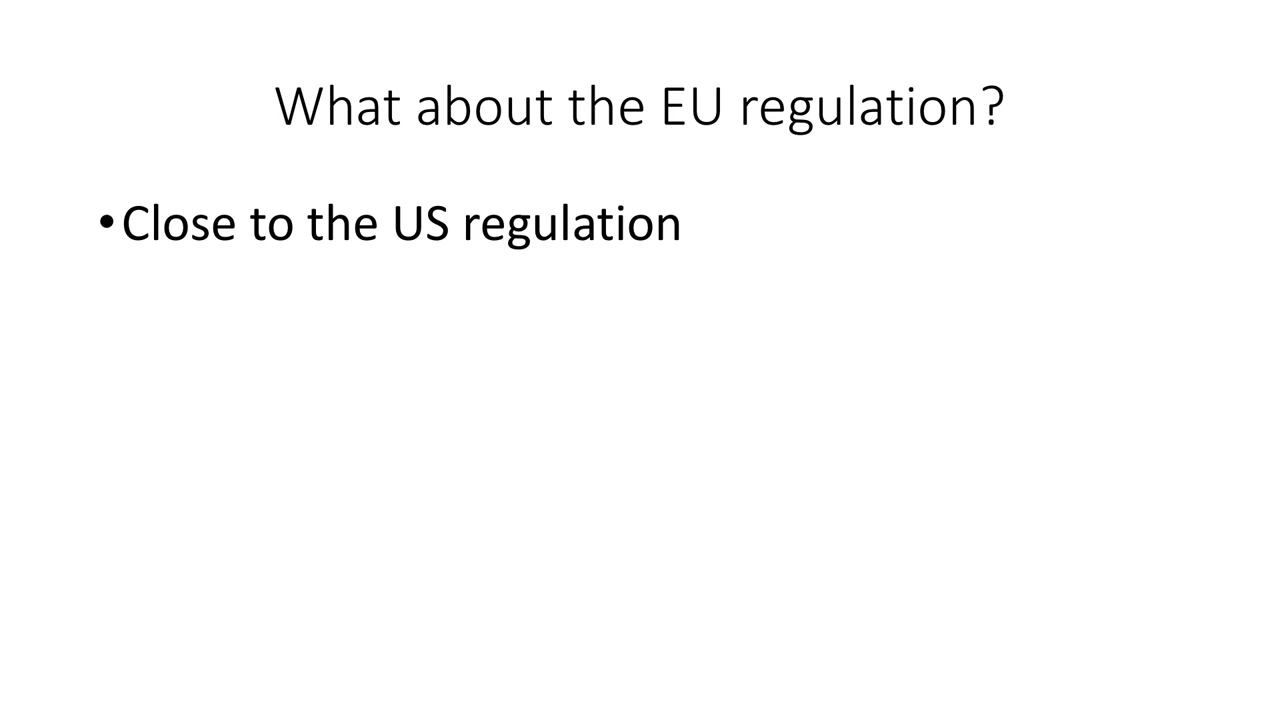 What about the EU regulation?
•Close to the US regulation